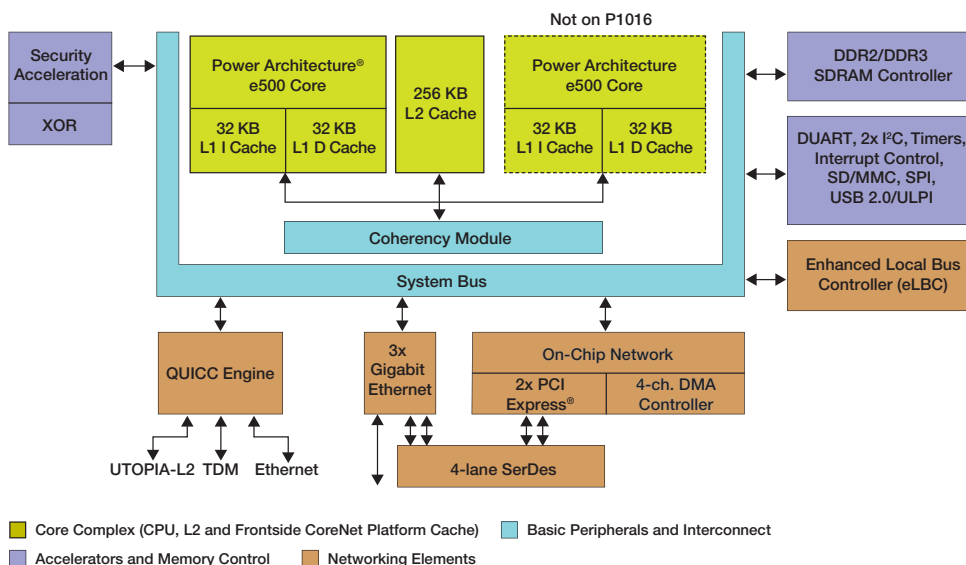 Not on P1016
Security
Acceleration
XOR
Power Architecture®
e500 Core
32 KB
L1 I Cache
32 KB
L1 D Cache
256 KB
L2 Cache
Power Architecture
e500 Core
32 KB
L1 I Cache
32 KB
L1 D Cache
DDR2/DDR3
SDRAM Controller
DUART, 2x I²C, Timers,
Interrupt Control,
SD/MMC, SPI,
USB 2.0/ULPI
Coherency Module
System Bus
Enhanced Local Bus
Controller (eLBC)
QUICC Engine
3x
Gigabit
Ethernet
On-Chip Network
2x PCI
Express®
4-ch. DMA
Controller
UTOPIA-L2 TDM Ethernet
4-lane SerDes
Core Complex (CPU, L2 and Frontside CoreNet Platform Cache)
Basic Peripherals and Interconnect
Accelerators and Memory Control
Networking Elements